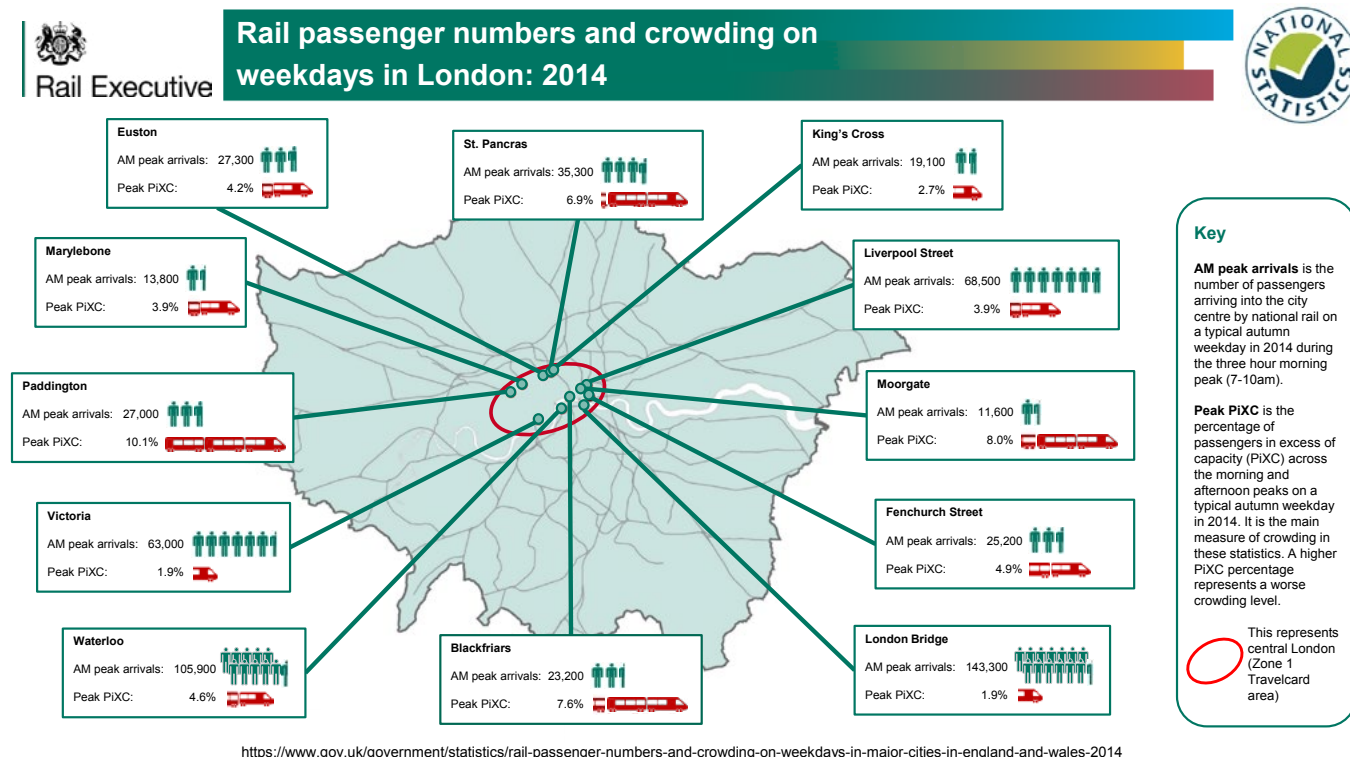 Rail Executive
Rail passenger numbers and crowding on
weekdays in London: 2014
NATIONAL
STATISTICS
Euston
AM peak arrivals: 27,300
Peak PiXC: 4.2%
St. Pancras
AM peak arrivals: 35,300
Peak PiXC: 6.9%
King's Cross
AM peak arrivals: 19,100
Peak PiXC: 2.7%
Marylebone
AM peak arrivals: 13,800
Peak PiXC: 3.9%
Liverpool Street
AM peak arrivals: 68,500
Peak PiXC: 3.9%
Paddington
AM peak arrivals: 27,000
Peak PiXC: 10.1%
Moorgate
AM peak arrivals: 11,600
Peak PiXC: 8.0%
Victoria
AM peak arrivals: 63,000
Peak PiXC: 1.9%
Fenchurch Street
AM peak arrivals: 25,200
Peak PiXC: 4.9%
Waterloo
AM peak arrivals: 105,900
Peak PiXC: 4.6%
Blackfriars
AM peak arrivals: 23,200
Peak PiXC: 7.6%
London Bridge
AM peak arrivals: 143,300
Peak PiXC: 1.9%
Key
AM peak arrivals is the
number of passengers
arriving into the city
centre by national rail on
a typical autumn
weekday in 2014 during
the three hour morning
peak (7-10am).
Peak PiXC is the
percentage of
passengers in excess of
capacity (PiXC) across
the morning and
afternoon peaks on a
typical autumn weekday
in 2014. It is the main
measure of crowding in
these statistics. A higher
PiXC percentage
represents a worse
crowding level.
This represents
central London
(Zone 1
Travelcard
area)
https://www.gov.uk/government/statistics/rail-passenger-numbers-and-crowding-on-weekdays-in-major-cities-in-england-and-wales-2014